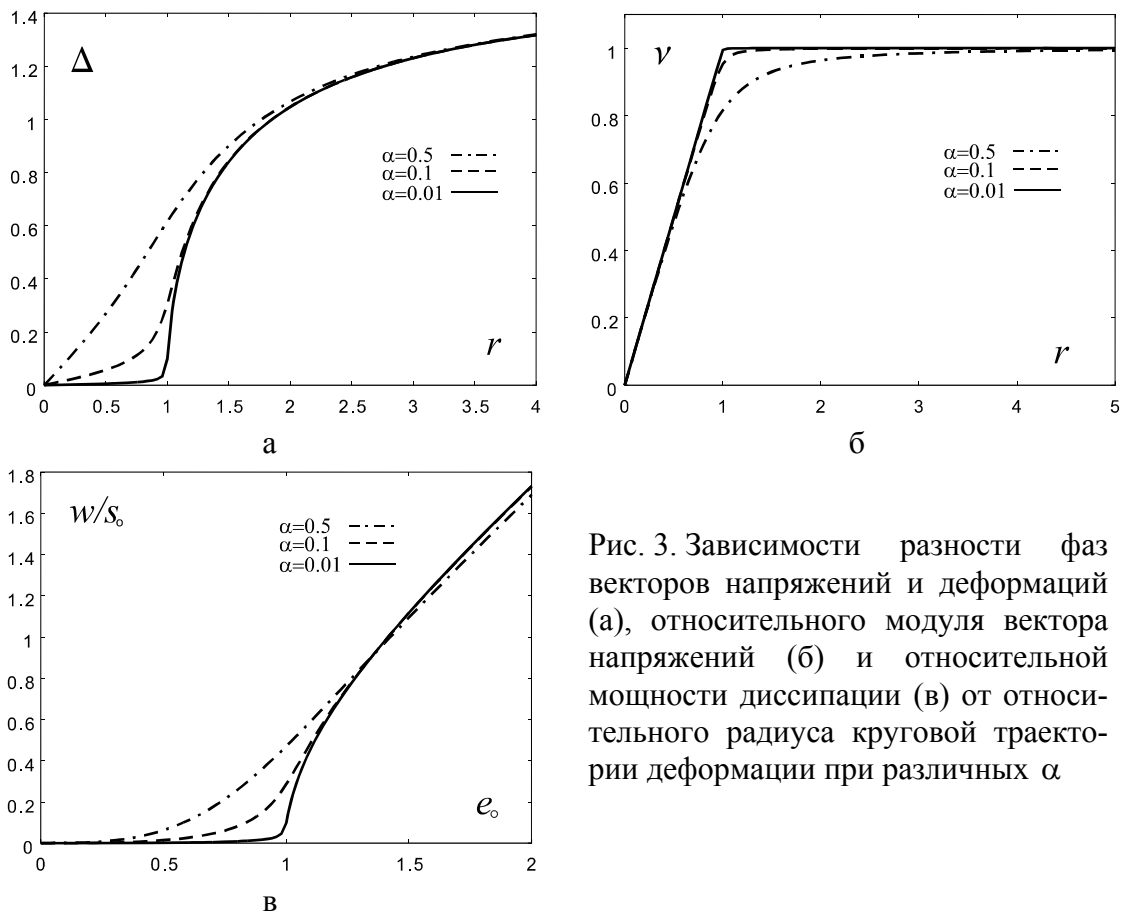 1.4
1.2
1
0.8
0.6
0.4
0.2
0
Δ
α=0.5
α=0.1
α=0.01
r
0 0.5 1 1.5 2 2.5 3 3.5 4
а
1
0.8
0.6
0.4
0.2
0
ν
α=0.5
α=0.1
α=0.01
r
0 1 2 3 4 5
б
1.8
1.6
1.4
1.2
1
0.8
0.6
0.4
0.2
0
w/s₀
α=0.5
α=0.1
α=0.01
e₀
0 0.5 1 1.5 2
в
Рис. 3. Зависимости разности фаз
векторов напряжений и деформаций
(а), относительного модуля вектора
напряжений (б) и относительной
мощности диссипации (в) от относи-
тельного радиуса круговой траекто-
рии деформации при различных α